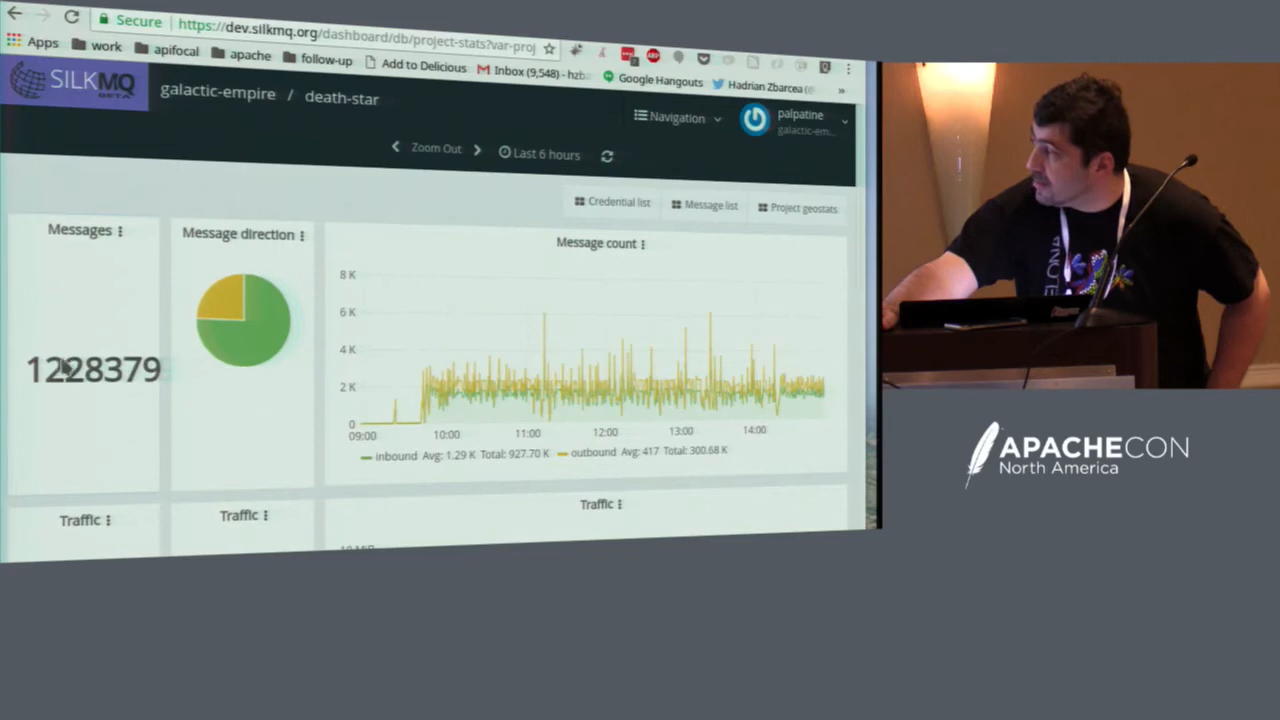 Secure https://dev.silkmq.org/dashboard/db/project-stats?var-proj
Apps work apifocal apache follow-up Add to Delicious Inbox (9,548) - hzb Google Hangouts Hadrian Zbarcea (@ »
SILKMQ
BETA
galactic-empire / death-star
Navigation
palpatine
galactic-em...
Zoom Out Last 6 hours
Credential list Message list Project geostats
Messages
Message direction
Message count
1228379
8 K
6 K
4 K
2 K
0
09:00 10:00 11:00 12:00 13:00 14:00
inbound Avg: 1.29 K Total: 927.70 K outbound Avg: 417 Total: 300.68 K
Traffic
Traffic
Traffic
ELONA
APACHECON
North America